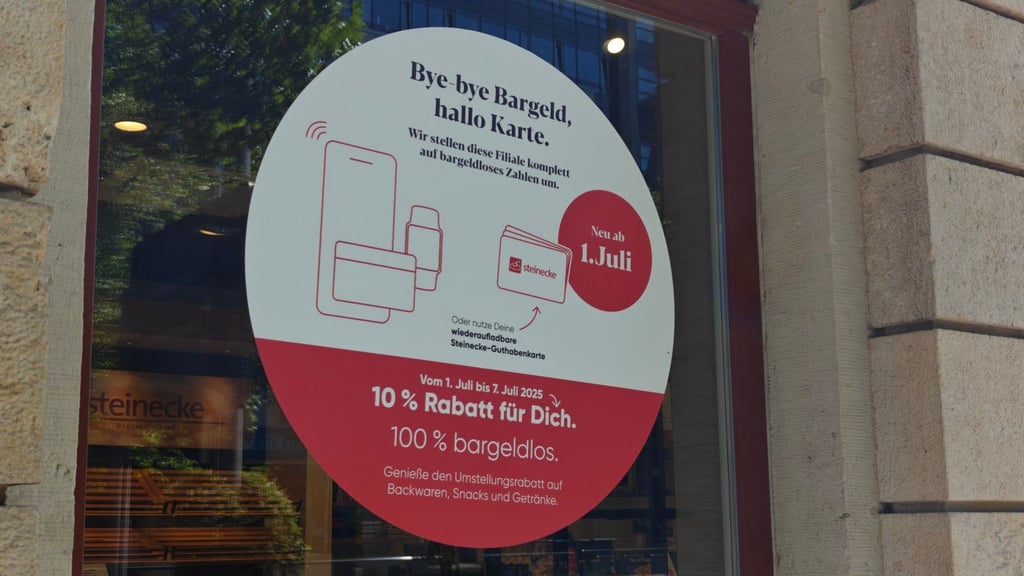 Bye-bye Bargeld,
hallo Karte.
Wir stellen diese Filiale komplett
auf bargeldloses Zahlen um.
Neu ab
1. Juli
steinecke
Oder nutze Deine
wiederaufladbare
Steinecke-Guthabenkarte
Vom 1. Juli bis 7. Juli 2025
10 % Rabatt für Dich.
100 % bargeldlos.
Genieße den Umstellungsrabatt auf
Backwaren, Snacks und Getränke.
steinecke